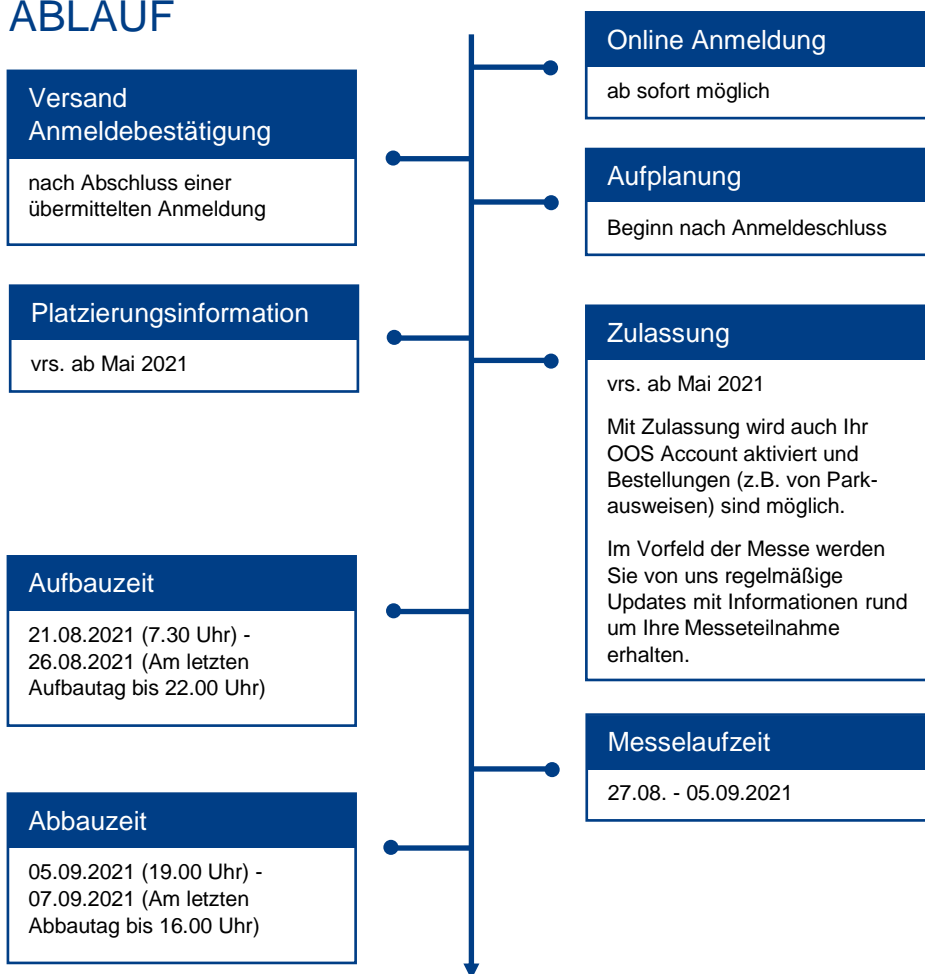 ABLAUF
Online Anmeldung
ab sofort möglich
Versand
Anmeldebestätigung
nach Abschluss einer
übermittelten Anmeldung
Aufplanung
Beginn nach Anmeldeschluss
Platzierungsinformation
vrs. ab Mai 2021
Zulassung
vrs. ab Mai 2021
Mit Zulassung wird auch Ihr
OOS Account aktiviert und
Bestellungen (z.B. von Park-
ausweisen) sind möglich.
Im Vorfeld der Messe werden
Sie von uns regelmäßige
Updates mit Informationen rund
um Ihre Messeteilnahme
erhalten.
Aufbauzeit
21.08.2021 (7.30 Uhr) -
26.08.2021 (Am letzten
Aufbautag bis 22.00 Uhr)
Messelaufzeit
27.08. - 05.09.2021
Abbauzeit
05.09.2021 (19.00 Uhr) -
07.09.2021 (Am letzten
Abbautag bis 16.00 Uhr)